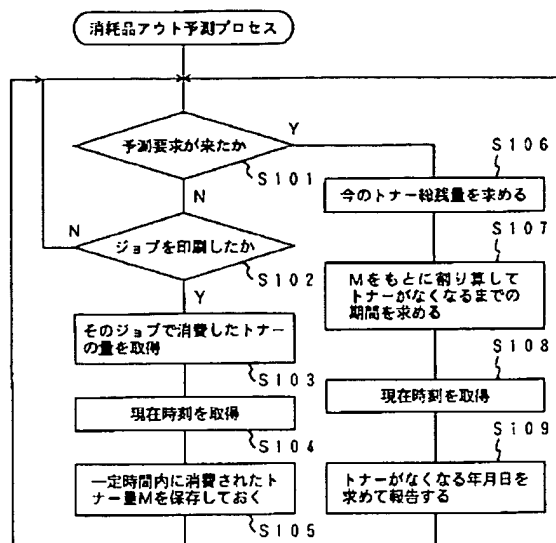 消耗品アウト予測プロセス
予測要求が来たか
Y
S101
N
ジョブを印刷したか
N
S102
Y
そのジョブで消費したトナー
の量を取得
S103
現在時刻を取得
S104
一定時間内に消費されたト
ナー量Mを保存しておく
S105
S106
今のトナー総残量を求める
S107
Mをもとに割り算して
トナーがなくなるまでの
期間を求める
S108
現在時刻を取得
S109
トナーがなくなる年月日を
求めて報告する